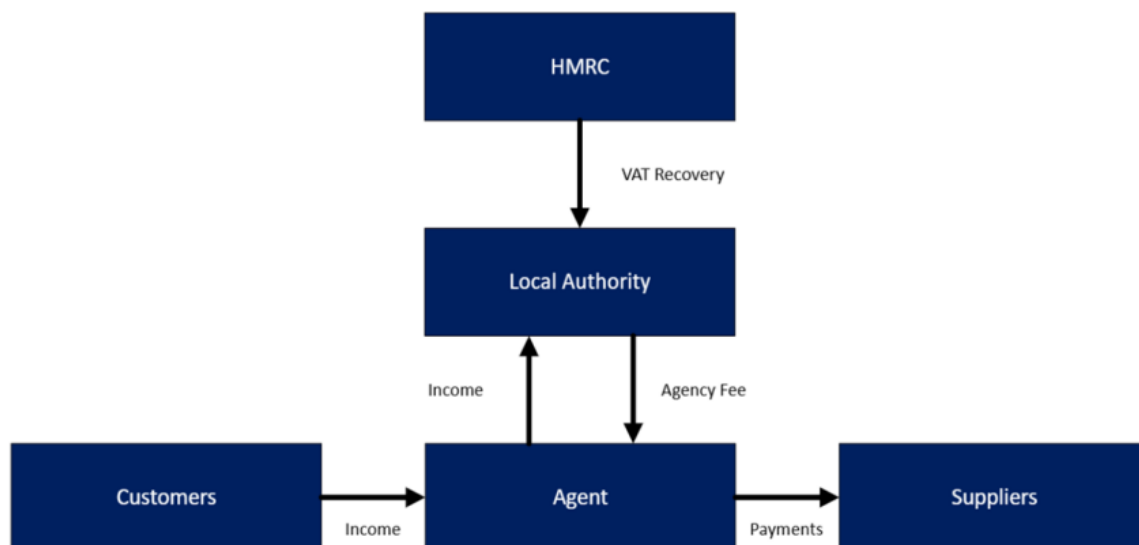 HMRC
VAT Recovery
Local Authority
Income
Agency Fee
Customers
Income
Agent
Payments
Suppliers